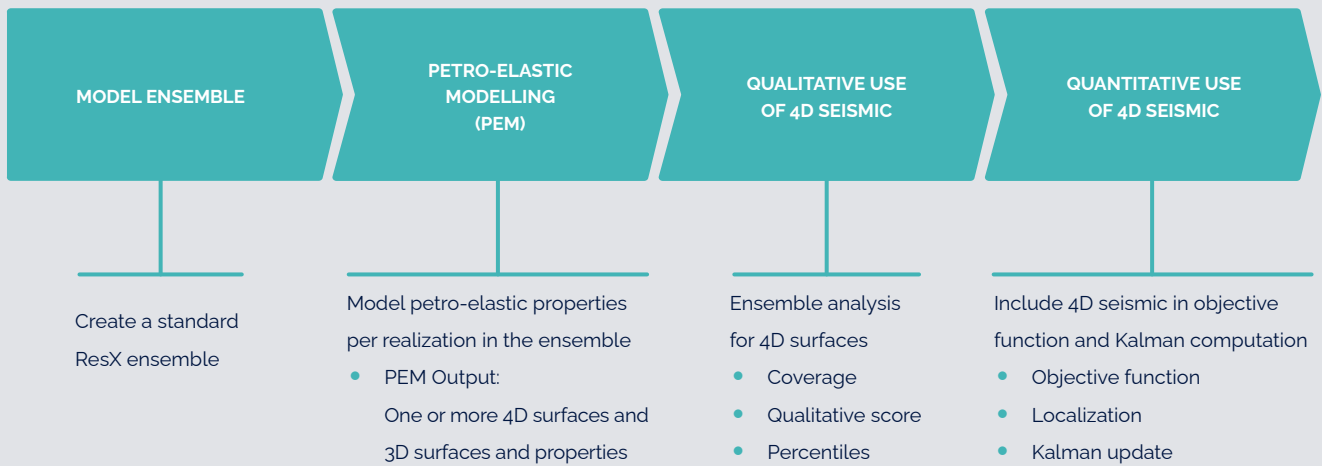 MODEL ENSEMBLE
PETRO-ELASTIC
MODELLING
(PEM)
QUALITATIVE USE
OF 4D SEISMIC
QUANTITATIVE USE
OF 4D SEISMIC
Create a standard
ResX ensemble
Model petro-elastic properties
per realization in the ensemble
• PEM Output:
One or more 4D surfaces and
3D surfaces and properties
Ensemble analysis
for 4D surfaces
• Coverage
• Qualitative score
• Percentiles
Include 4D seismic in objective
function and Kalman computation
• Objective function
• Localization
• Kalman update